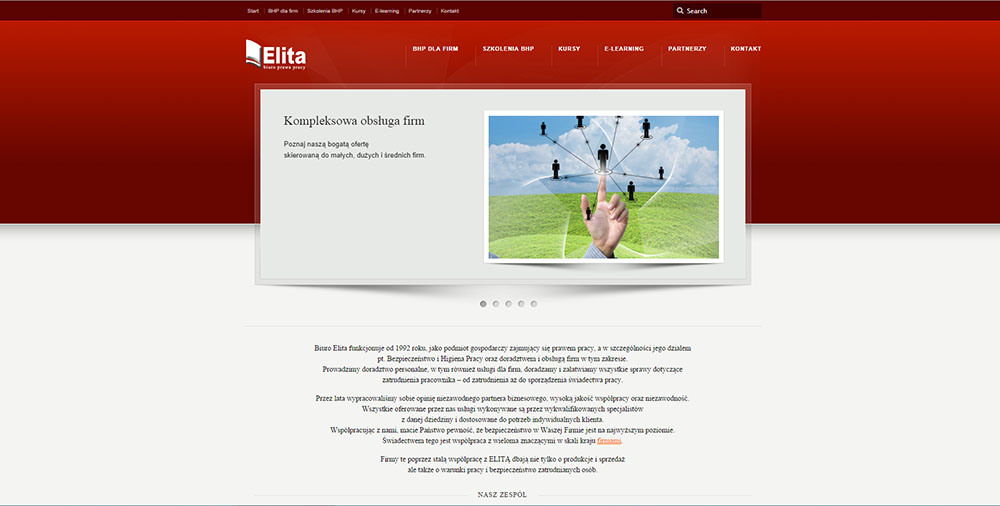 Start BHP dla firm Szkolenia BHP Kursy E-learning Partnerzy Kontakt Search
Elita
biuro prawa pracy
BHP DLA FIRM SZKOLENIA BHP KURSY E-LEARNING PARTNERZY KONTAKT
Kompleksowa obsługa firm
Poznaj naszą bogatą ofertę
skierowaną do małych, dużych i średnich firm.
Biuro Elita funkcjonuje od 1992 roku, jako podmiot gospodarczy zajmujący się prawem pracy, a w szczególności jego działem
pt. Bezpieczeństwo i Higiena Pracy oraz doradztwem i obsługą firm w tym zakresie.
Prowadzimy doradztwo personalne, w tym również usługi dla firm, doradzamy i załatwiamy wszystkie sprawy dotyczące
zatrudnienia pracownika – od zatrudnienia aż do sporządzenia świadectwa pracy.
Przez lata wypracowaliśmy sobie opinię niezawodnego partnera biznesowego, wysoką jakość współpracy oraz niezawodność.
Wszystkie oferowane przez nas usługi wykonywane są przez wykwalifikowanych specjalistów
z danej dziedziny i dostosowane do potrzeb indywidualnych klienta.
Współpracując z nami, macie Państwo pewność, że bezpieczeństwo w Waszej Firmie jest na najwyższym poziomie.
Świadectwem tego jest współpraca z wieloma znaczącymi w skali kraju firmami.
Firmy te poprzez stałą współpracę z ELITĄ dbają nie tylko o produkcje i sprzedaż
ale także o warunki pracy i bezpieczeństwo zatrudnianych osób.
NASZ ZESPÓŁ